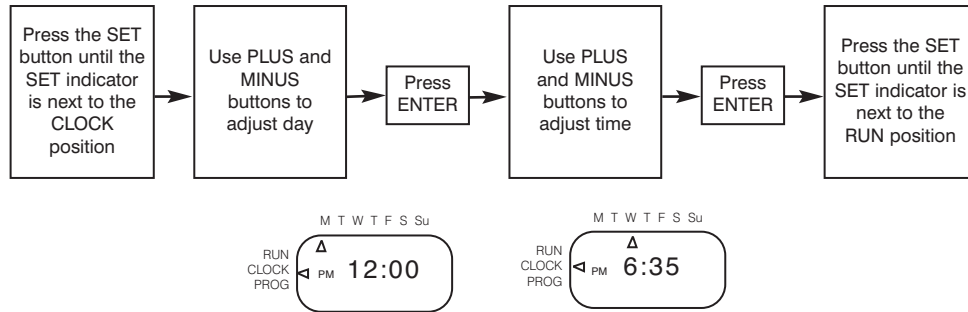 Press the SET
button until the
SET indicator
is next to the
CLOCK
position
Use PLUS and
MINUS
buttons to
adjust day
Press
ENTER
Use PLUS
and MINUS
buttons to
adjust time
Press
ENTER
Press the SET
button until the
SET indicator is
next to the
RUN position
M T W T F S Su
RUN
CLOCK
PROG
PM 12:00
M T W T F S Su
RUN
CLOCK
PROG
PM 6:35